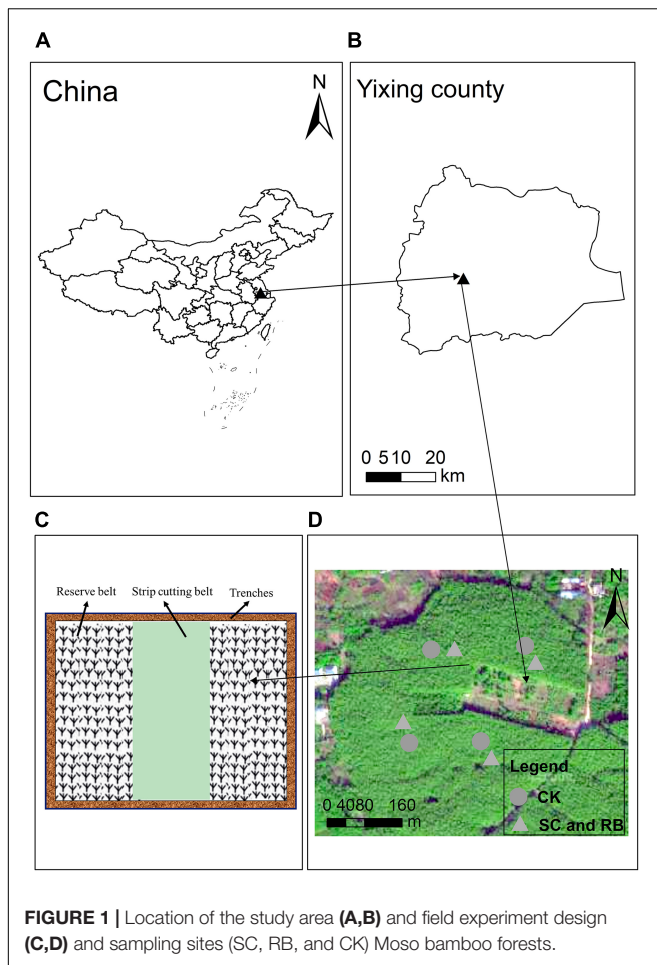 A
B
China
N
Yixing county
0 510 20
km
C
D
Reserve belt
Strip cutting belt
Trenches
N
Legend
CK
SC and RB
0 4080 160
m
FIGURE 1 | Location of the study area (A,B) and field experiment design
(C,D) and sampling sites (SC, RB, and CK) Moso bamboo forests.